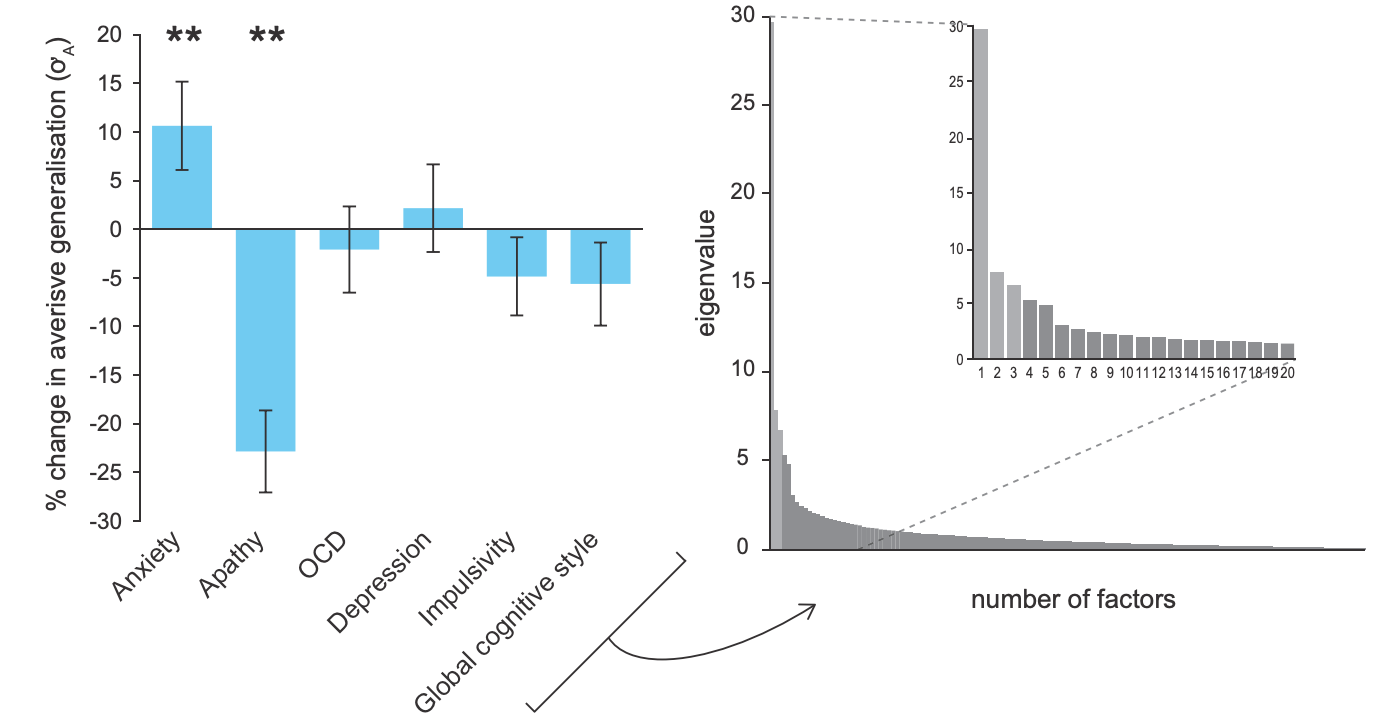 % change in averisve generalisation (σA)
20
15
10
5
0
-5
-10
-15
-20
-25
-30
**
**
Anxiety
Apathy
OCD
Depression
Impulsivity
Global cognitive style
eigenvalue
30
25
20
15
10
5
0
number of factors
30
25
20
15
10
5
0
1 2 3 4 5 6 7 8 9 10 11 12 13 14 15 16 17 18 19 20